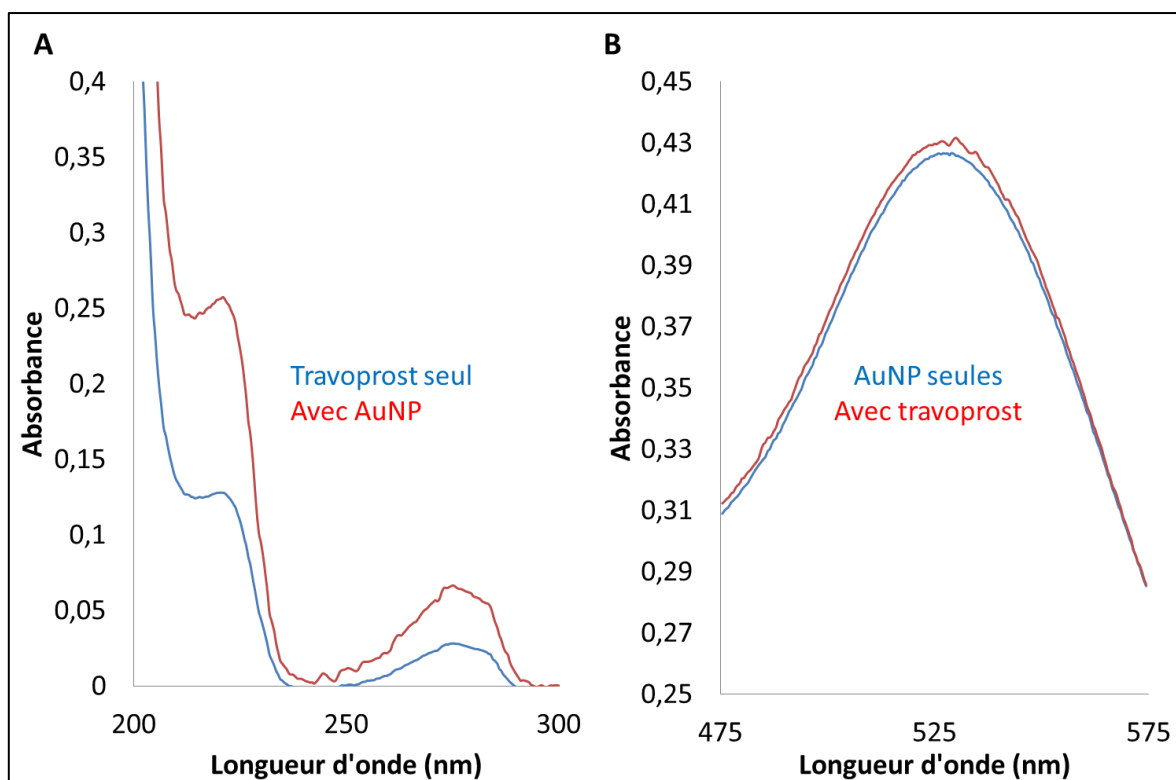 A
0,4
0,35
0,3
0,25
0,2
0,15
0,1
0,05
0
200
250
300
Absorbance
Longueur d'onde (nm)
Travoprost seul
Avec AuNP
B
0,45
0,43
0,41
0,39
0,37
0,35
0,33
0,31
0,29
0,27
0,25
475
525
575
Absorbance
Longueur d'onde (nm)
AuNP seules
Avec travoprost